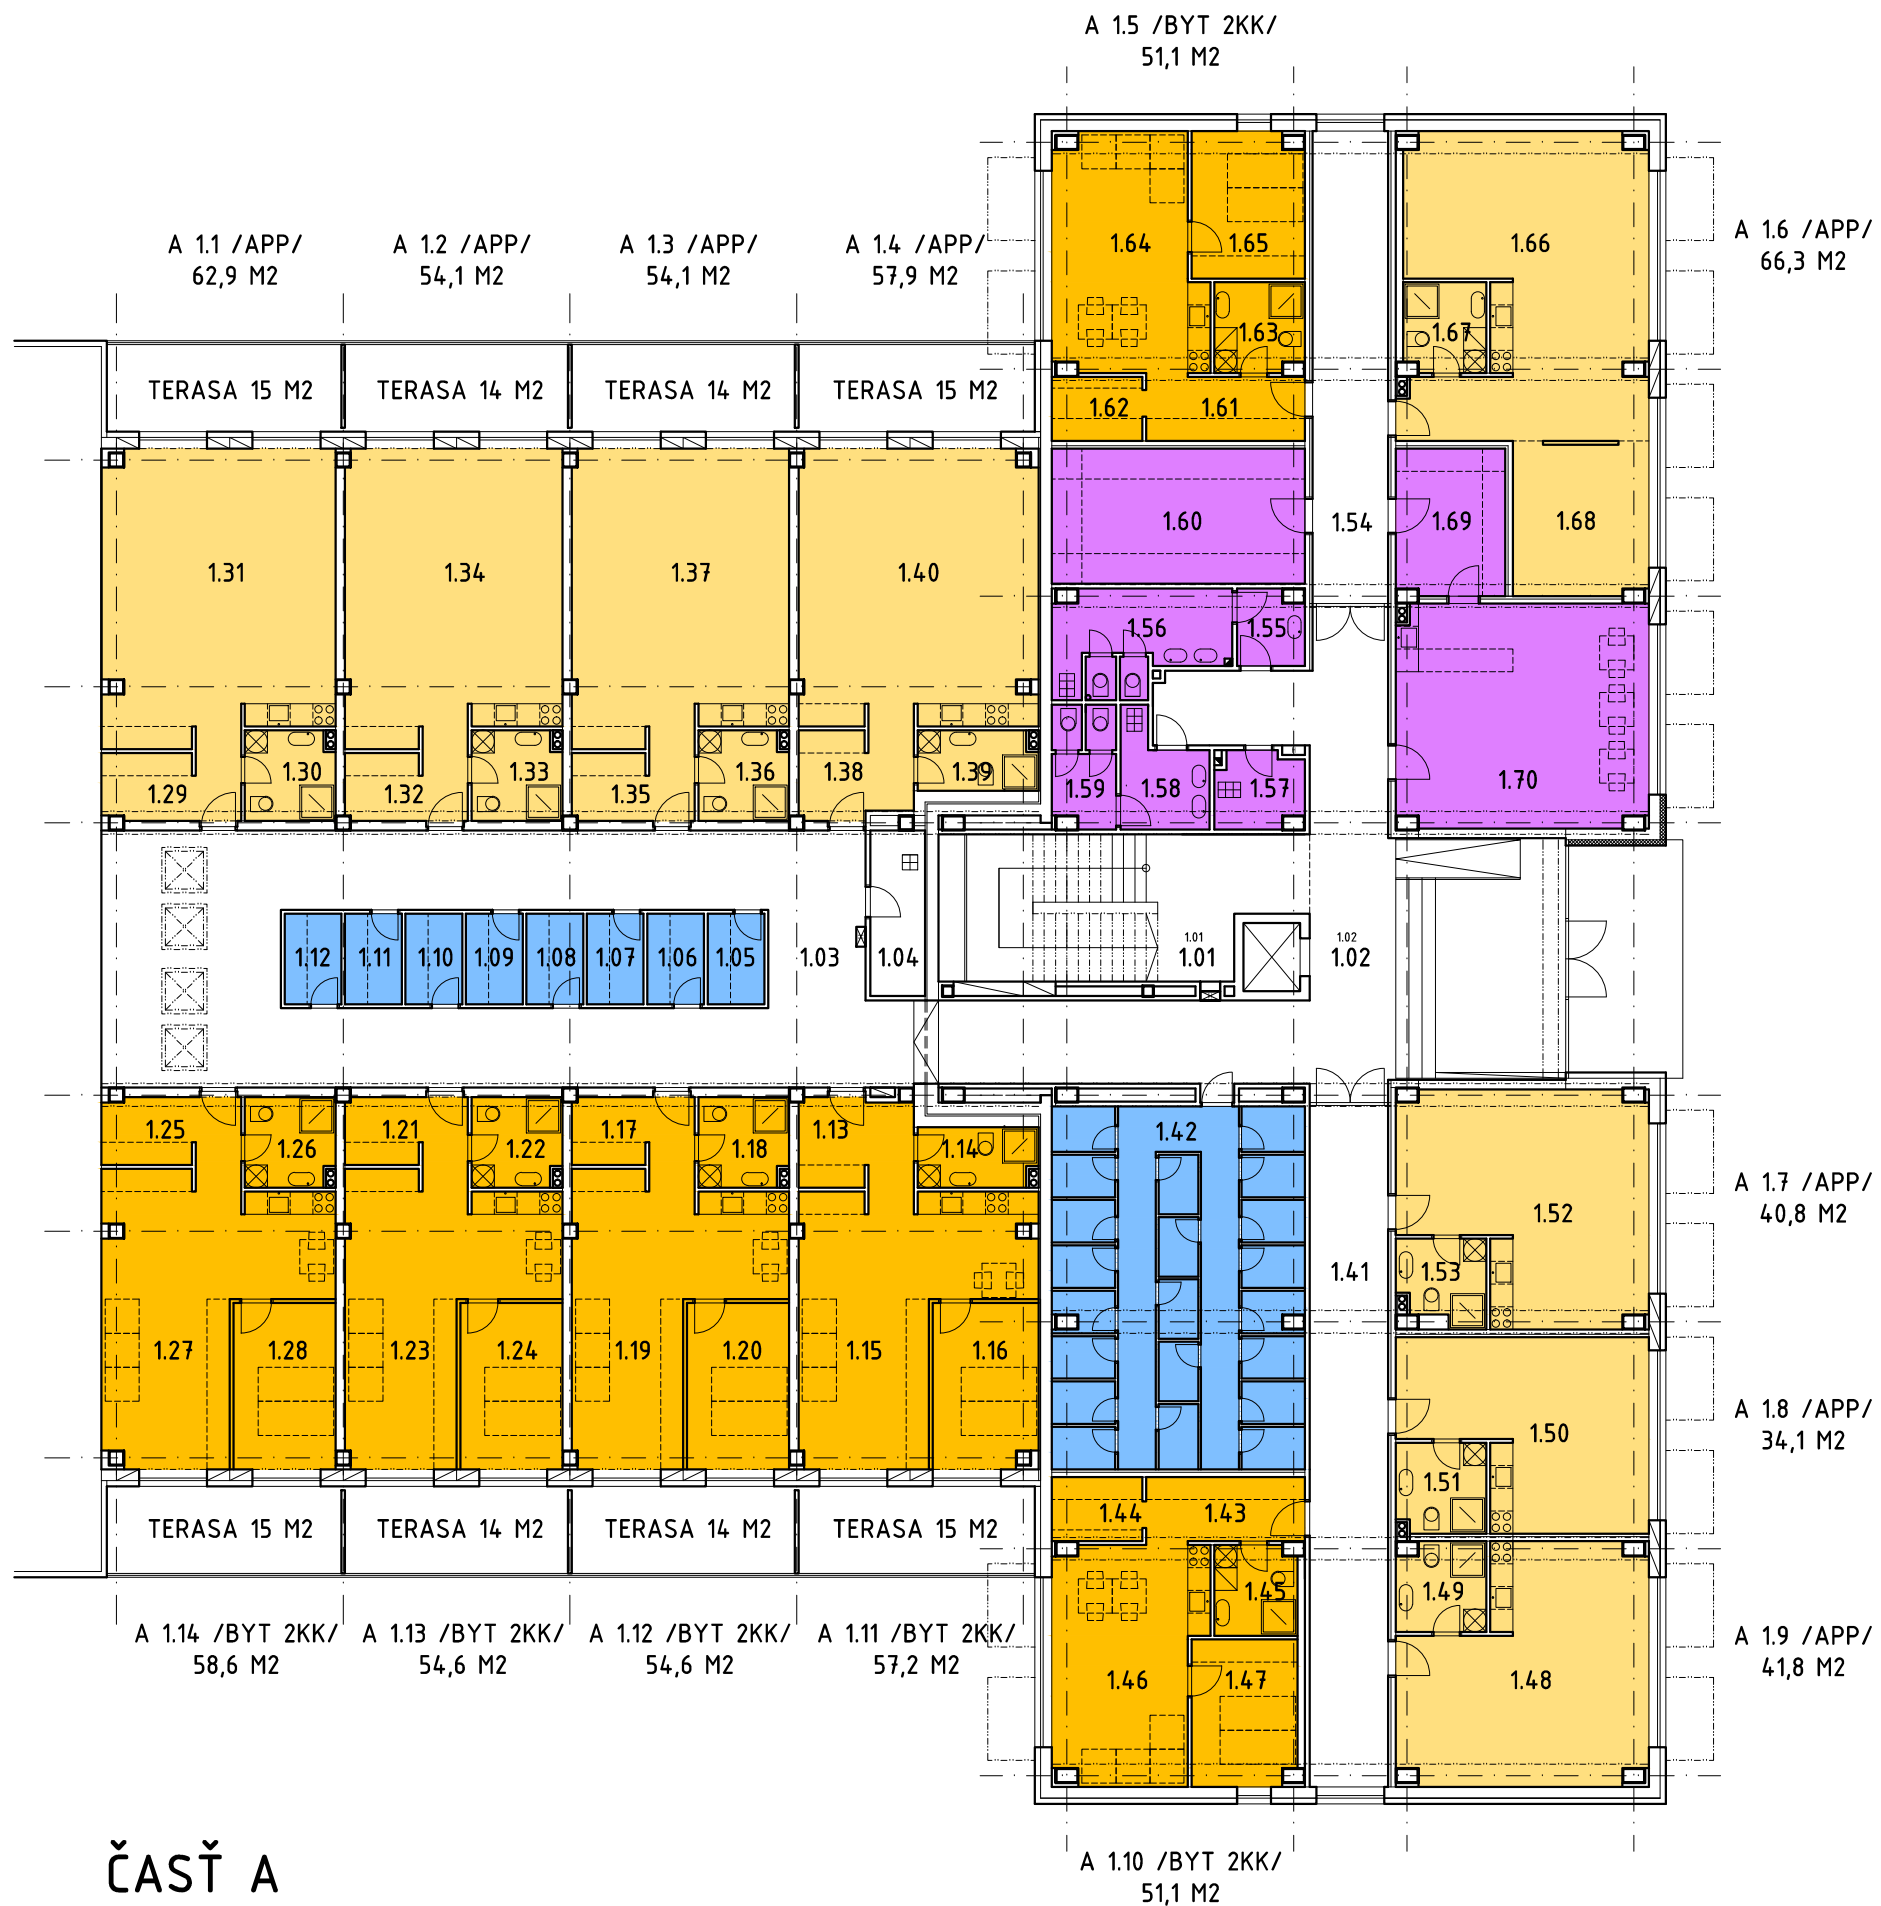 A 1.5 /BYT 2KK/
51,1 M2
A 1.1 /APP/
62,9 M2
A 1.2 /APP/
54,1 M2
A 1.3 /APP/
54,1 M2
A 1.4 /APP/
57,9 M2
A 1.6 /APP/
66,3 M2
1.64
1.65
1.66
1.63
1.67
TERASA 15 M2
TERASA 14 M2
TERASA 14 M2
TERASA 15 M2
1.62
1.61
1.60
1.54
1.69
1.68
1.31
1.34
1.37
1.40
1.56
1.55
1.30
1.33
1.36
1.39
1.29
1.32
1.35
1.38
1.59
1.58
1.57
1.70
1.12
1.11
1.10
1.09
1.08
1.07
1.06
1.05
1.03
1.04
1.01
1.01
1.02
1.02
1.25
1.26
1.21
1.22
1.17
1.18
1.13
1.14
1.42
A 1.7 /APP/
40,8 M2
1.52
1.53
1.41
1.27
1.28
1.23
1.24
1.19
1.20
1.15
1.16
A 1.8 /APP/
34,1 M2
1.50
1.51
1.44
1.43
TERASA 15 M2
TERASA 14 M2
TERASA 14 M2
TERASA 15 M2
1.45
1.49
A 1.14 /BYT 2KK/
58,6 M2
A 1.13 /BYT 2KK/
54,6 M2
A 1.12 /BYT 2KK/
54,6 M2
A 1.11 /BYT 2KK/
57,2 M2
A 1.9 /APP/
41,8 M2
1.46
1.47
1.48
ČASŤ A
A 1.10 /BYT 2KK/
51,1 M2